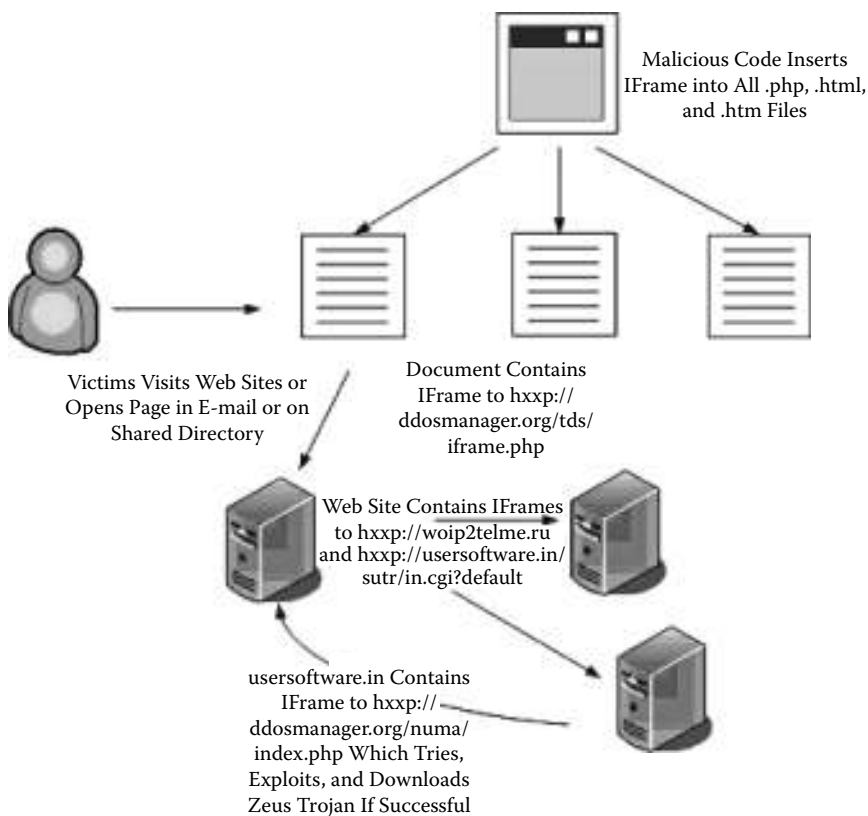 Malicious Code Inserts
IFrame into All .php, .html,
and .htm Files
Victims Visits Web Sites or
Opens Page in E-mail or on
Shared Directory
Document Contains
IFrame to hxxp://
ddosmanager.org/tds/
iframe.php
Web Site Contains IFrames
to hxxp://woip2telme.ru
and hxxp://usersoftware.in/
sutr/in.cgi?default
usersoftware.in Contains
IFrame to hxxp://
ddosmanager.org/numa/
index.php Which Tries,
Exploits, and Downloads
Zeus Trojan If Successful